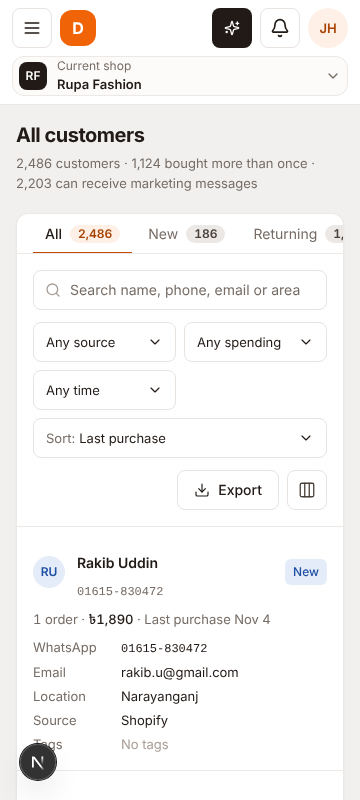 D
JH
RF
Current shop
Rupa Fashion
All customers
2,486 customers · 1,124 bought more than once ·
2,203 can receive marketing messages
All 2,486 New 186 Returning 1,
Search name, phone, email or area
Any source Any spending
Any time
Sort: Last purchase
Export
RU Rakib Uddin New
01615-830472
1 order · ৳1,890 · Last purchase Nov 4
WhatsApp 01615-830472
Email rakib.u@gmail.com
Location Narayanganj
Source Shopify
Tags No tags
N